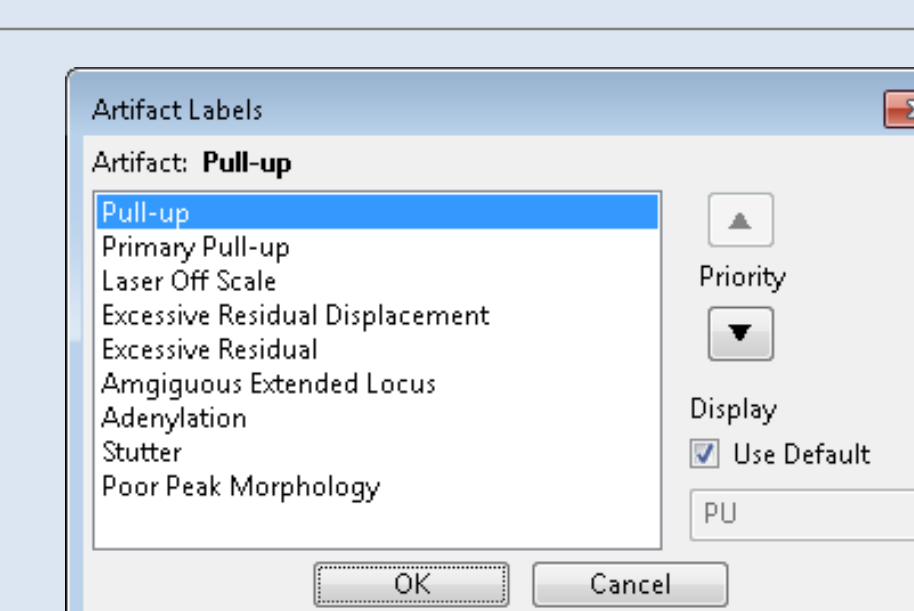 Artifact Labels
Artifact: Pull-up
Pull-up
Primary Pull-up
Laser Off Scale
Excessive Residual Displacement
Excessive Residual
Amgiguous Extended Locus
Adenylation
Stutter
Poor Peak Morphology
Priority
Display
Use Default
PU
OK Cancel